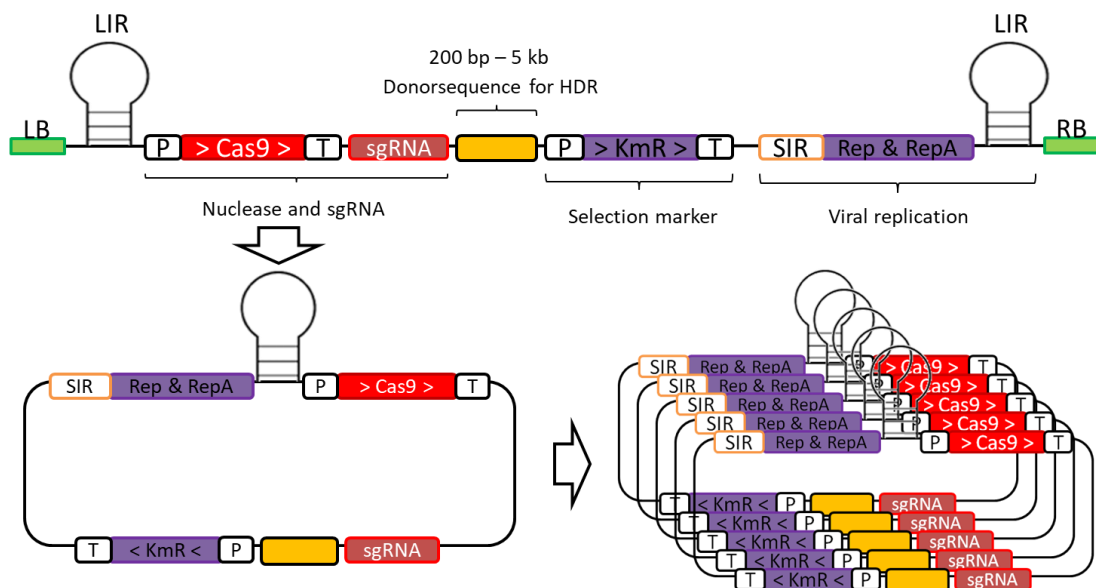 LIR
LIR
200 bp – 5 kb
Donorsequence for HDR
LB
RB
P > Cas9 > T sgRNA P > KmR > T SIR Rep & RepA
Nuclease and sgRNA
Selection marker
Viral replication
SIR Rep & RepA P > Cas9 > T
T < KmR < P sgRNA
SIR Rep & RepA P > Cas9 > T
SIR Rep & RepA P > Cas9 > T
SIR Rep & RepA P > Cas9 > T
SIR Rep & RepA P > Cas9 > T
SIR Rep & RepA P > Cas9 > T
T < KmR < P sgRNA
T < KmR < P sgRNA
T < KmR < P sgRNA
T < KmR < P sgRNA
T < KmR < P sgRNA